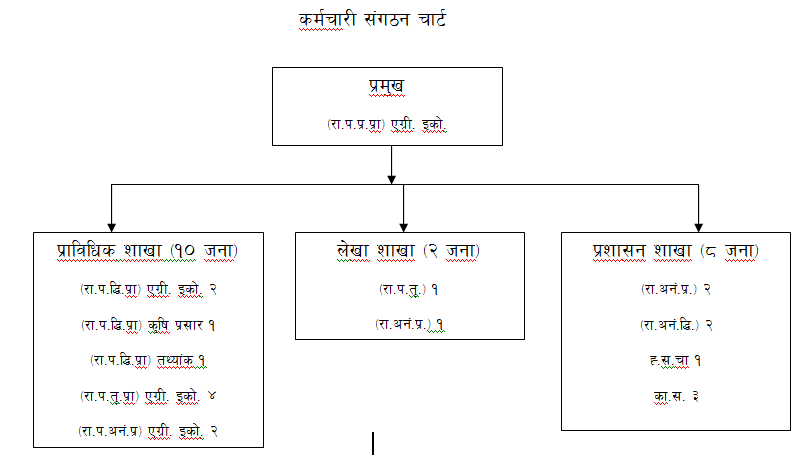 कर्मचारी संगठन चार्ट
प्रमुख
(रा.प.प्र.प्रा) एग्री. इको.
प्राविधिक शाखा (१० जना)
(रा.प.द्वि.प्रा) एग्री. इको. २
(रा.प.द्वि.प्रा) कृषि प्रसार १
(रा.प.द्वि.प्रा) तथ्यांक १
(रा.प.तृ.प्रा) एग्री. इको. ४
(रा.प.अनं.प्र) एग्री. इको. २
लेखा शाखा (२ जना)
(रा.प.तृ.) १
(रा.अनं.प्र.) १
प्रशासन शाखा (८ जना)
(रा.अनं.प्र.) २
(रा.अनं.द्वि.) २
ह.स.चा १
का.स. ३